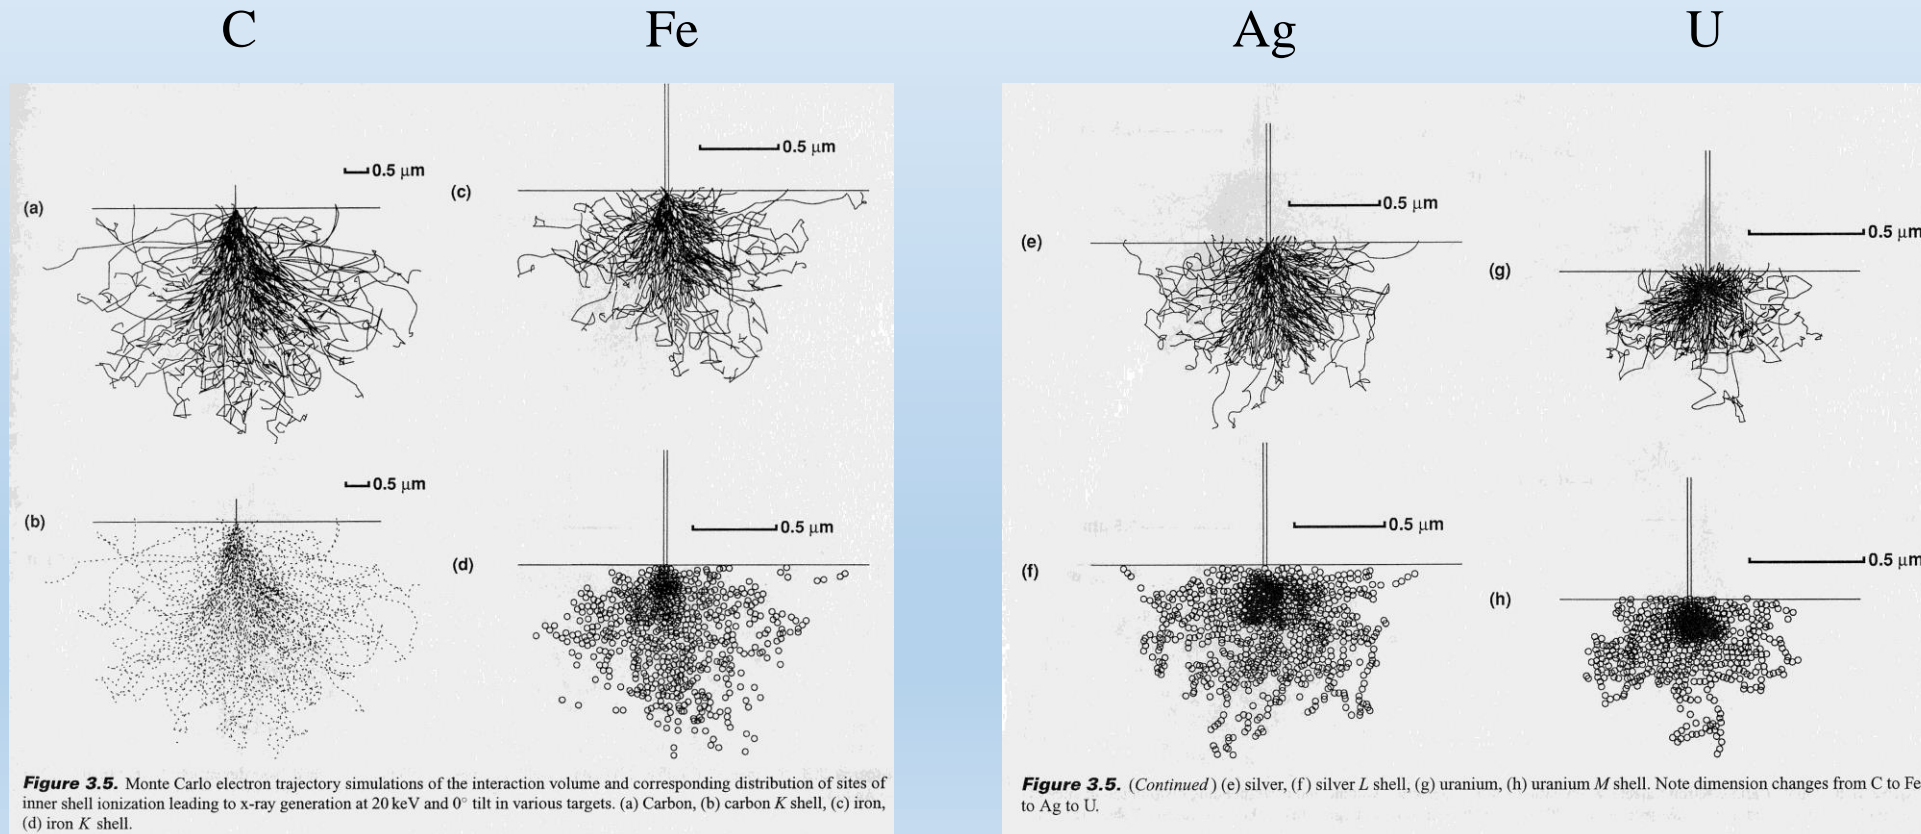 C
Fe
Ag
U
(a)
0.5 μm
(b)
0.5 μm
(c)
0.5 μm
(d)
0.5 μm
Figure 3.5. Monte Carlo electron trajectory simulations of the interaction volume and corresponding distribution of sites of
inner shell ionization leading to x-ray generation at 20 keV and 0° tilt in various targets. (a) Carbon, (b) carbon K shell, (c) iron,
(d) iron K shell.
(e)
0.5 μm
(f)
0.5 μm
(g)
0.5 μm
(h)
0.5 μm
Figure 3.5. (Continued) (e) silver, (f) silver L shell, (g) uranium, (h) uranium M shell. Note dimension changes from C to Fe
to Ag to U.